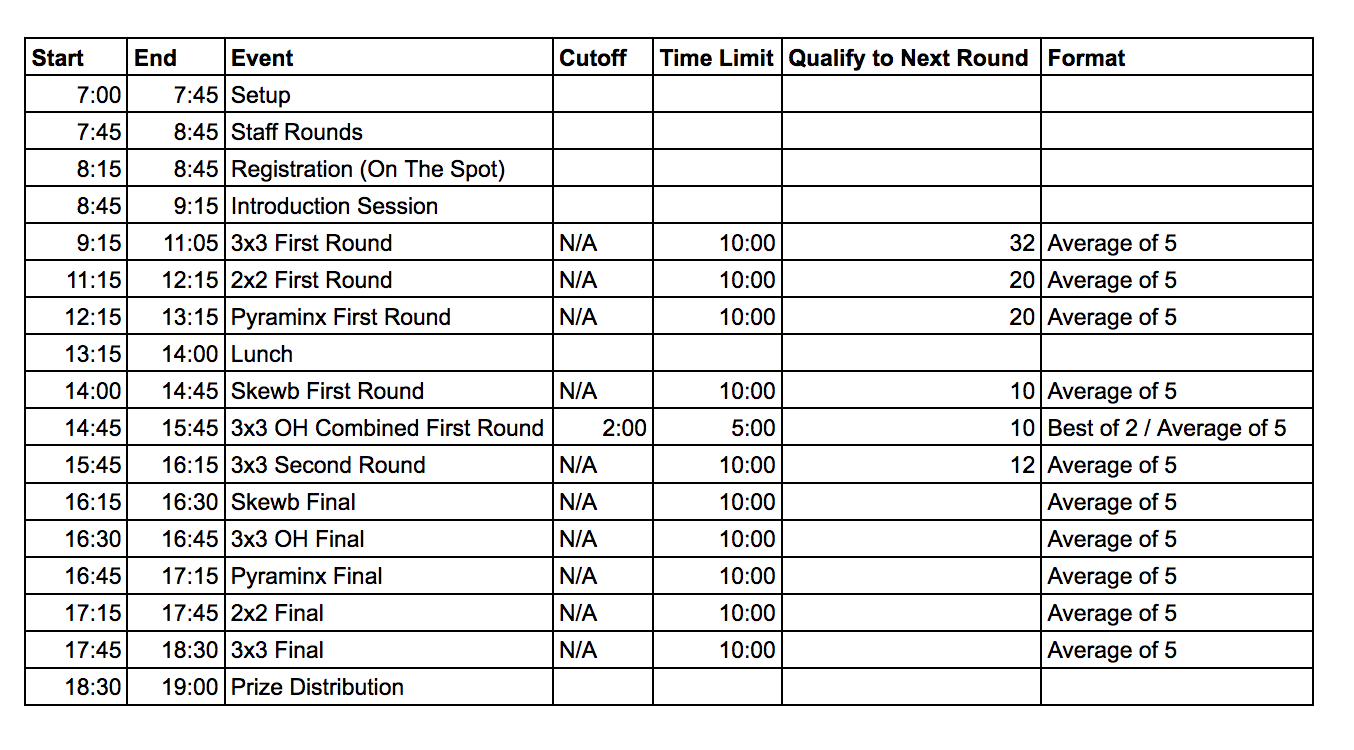 Start End Event Cutoff Time Limit Qualify to Next Round Format
7:00 7:45 Setup
7:45 8:45 Staff Rounds
8:15 8:45 Registration (On The Spot)
8:45 9:15 Introduction Session
9:15 11:05 3x3 First Round N/A 10:00 32 Average of 5
11:15 12:15 2x2 First Round N/A 10:00 20 Average of 5
12:15 13:15 Pyraminx First Round N/A 10:00 20 Average of 5
13:15 14:00 Lunch
14:00 14:45 Skewb First Round N/A 10:00 10 Average of 5
14:45 15:45 3x3 OH Combined First Round 2:00 5:00 10 Best of 2 / Average of 5
15:45 16:15 3x3 Second Round N/A 10:00 12 Average of 5
16:15 16:30 Skewb Final N/A 10:00 Average of 5
16:30 16:45 3x3 OH Final N/A 10:00 Average of 5
16:45 17:15 Pyraminx Final N/A 10:00 Average of 5
17:15 17:45 2x2 Final N/A 10:00 Average of 5
17:45 18:30 3x3 Final N/A 10:00 Average of 5
18:30 19:00 Prize Distribution